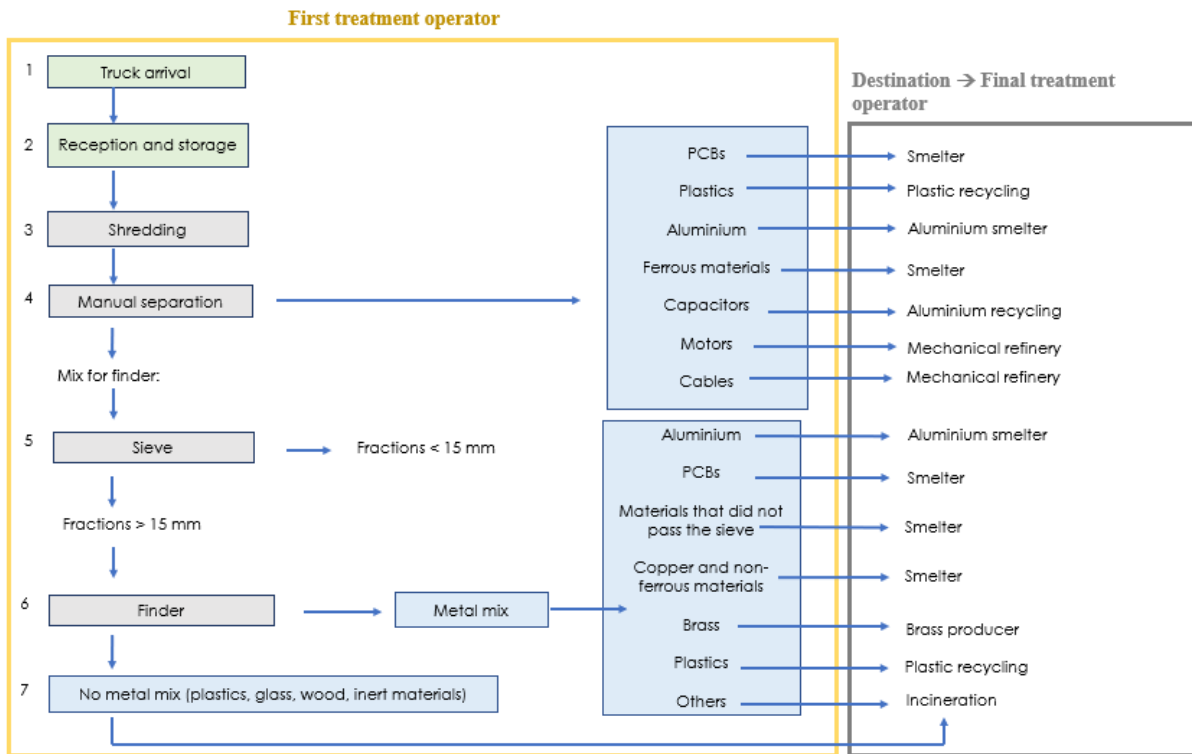 First treatment operator
1
Truck arrival
2
Reception and storage
3
Shredding
4
Manual separation
Mix for finder:
5
Sieve
Fractions < 15 mm
Fractions > 15 mm
6
Finder
Metal mix
7
No metal mix (plastics, glass, wood, inert materials)
PCBs
Plastics
Aluminium
Ferrous materials
Capacitors
Motors
Cables
Aluminium
PCBs
Materials that did not
pass the sieve
Copper and non-
ferrous materials
Brass
Plastics
Others
Destination → Final treatment
operator
Smelter
Plastic recycling
Aluminium smelter
Smelter
Aluminium recycling
Mechanical refinery
Mechanical refinery
Aluminium smelter
Smelter
Smelter
Smelter
Brass producer
Plastic recycling
Incineration